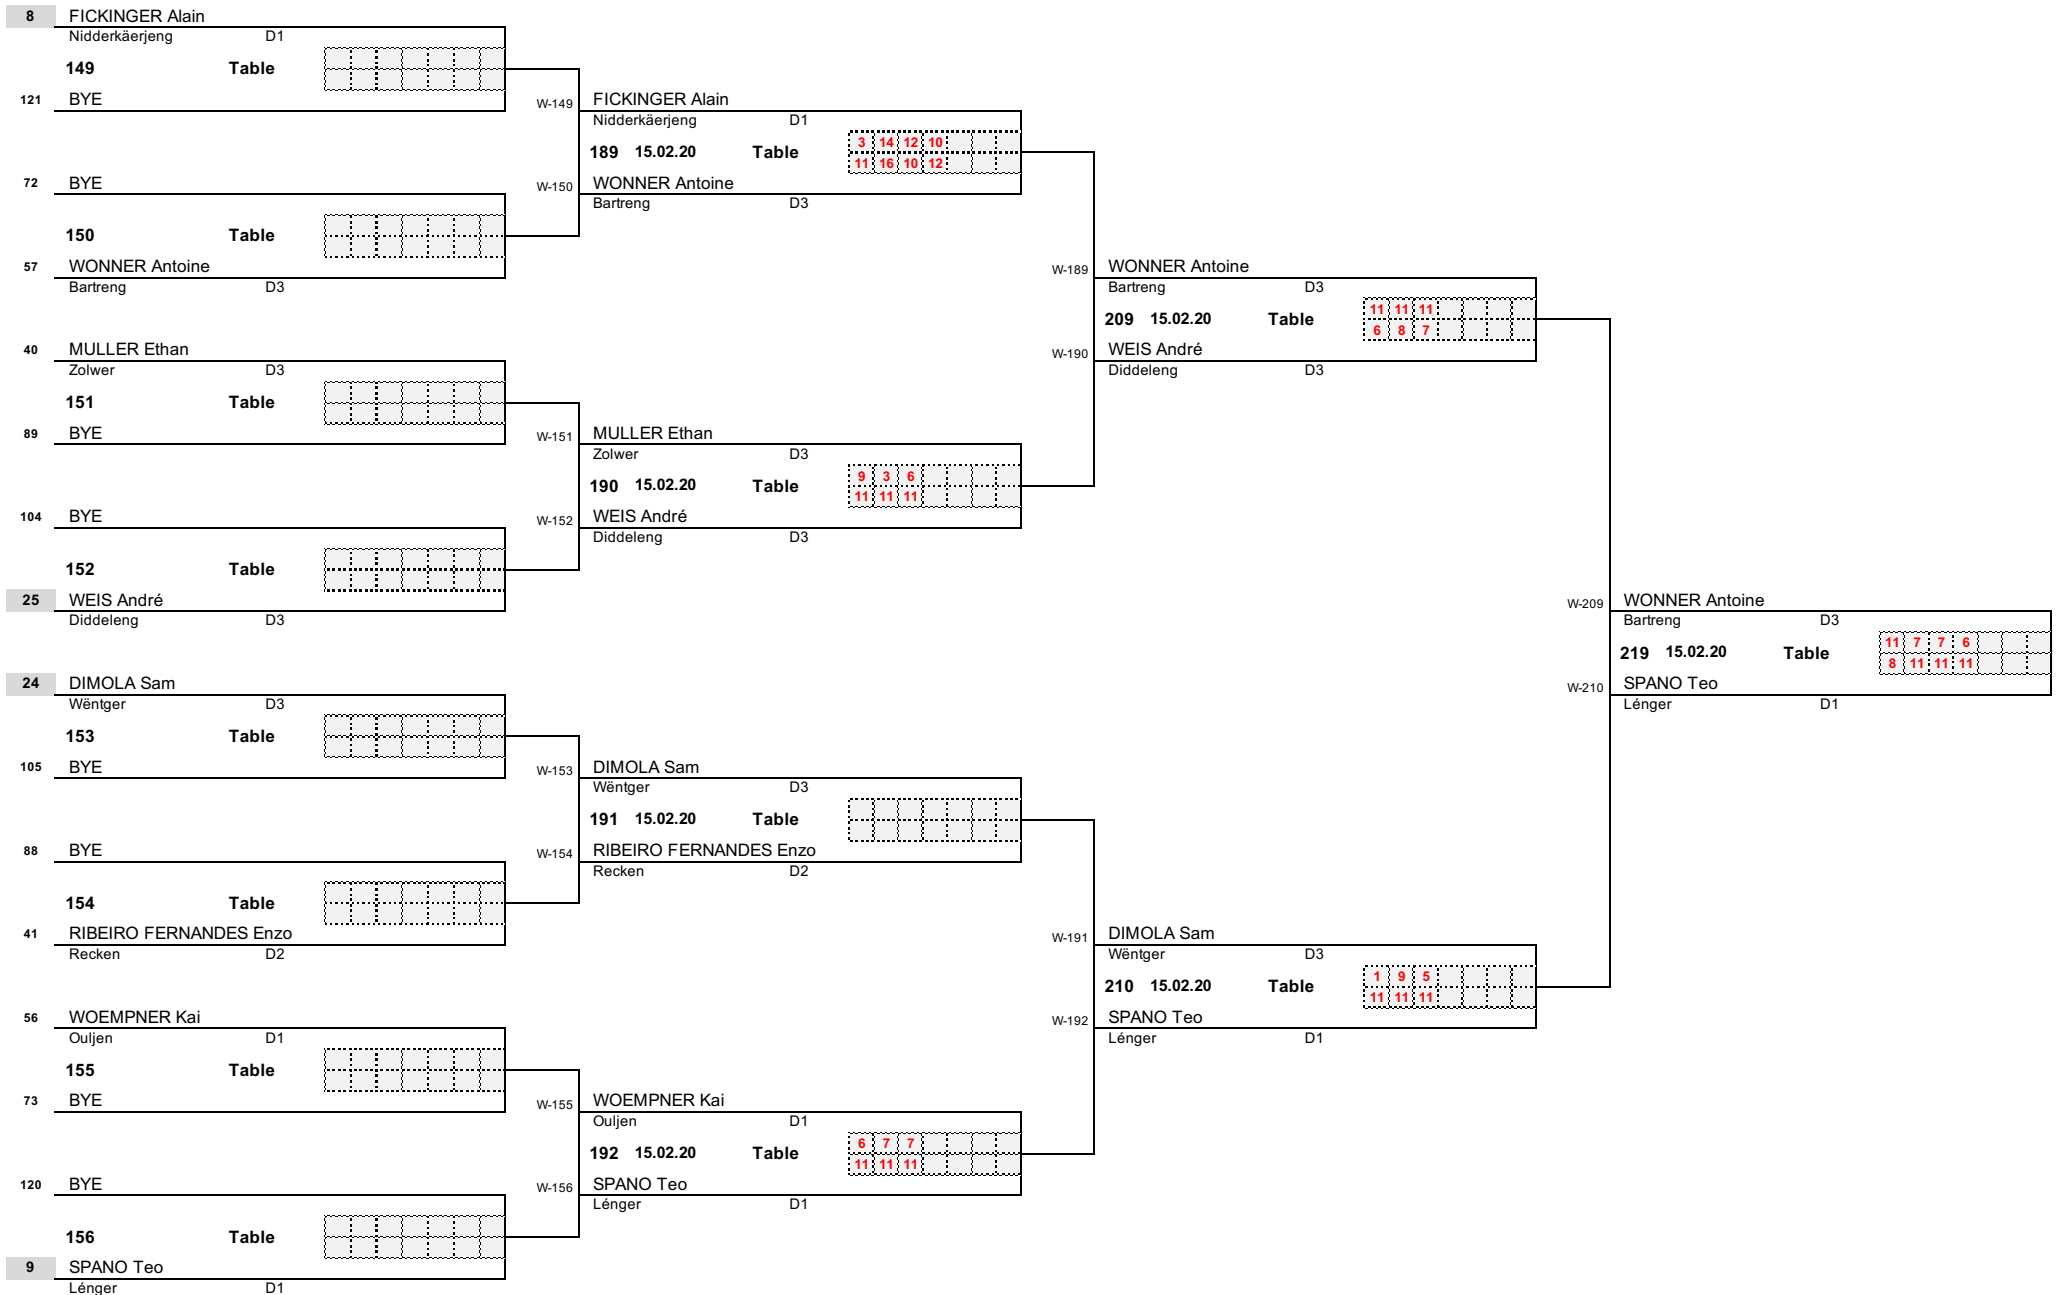 8 FICKINGER Alain
Nidderkäerjeng D1
149 Table
121 BYE
W-149 FICKINGER Alain
Nidderkäerjeng D1
3 14 12 10
189 15.02.20 Table
11 16 10 12
72 BYE
W-150 WONNER Antoine
Bartreng D3
150 Table
57 WONNER Antoine
Bartreng D3
W-189 WONNER Antoine
Bartreng D3
11 11 11
209 15.02.20 Table
6 8 7
40 MULLER Ethan
Zolwer D3
W-190 WEIS André
Diddeleng D3
151 Table
89 BYE
W-151 MULLER Ethan
Zolwer D3
9 3 6
190 15.02.20 Table
11 11 11
104 BYE
W-152 WEIS André
Diddeleng D3
152 Table
25 WEIS André
Diddeleng D3
W-209 WONNER Antoine
Bartreng D3
11 7 7 6
219 15.02.20 Table
8 11 11 11
24 DIMOLA Sam
Wëntger D3
W-210 SPANO Teo
Lénger D1
153 Table
105 BYE
W-153 DIMOLA Sam
Wëntger D3
191 15.02.20 Table
88 BYE
W-154 RIBEIRO FERNANDES Enzo
Recken D2
154 Table
41 RIBEIRO FERNANDES Enzo
Recken D2
W-191 DIMOLA Sam
Wëntger D3
1 9 5
210 15.02.20 Table
11 11 11
56 WOEMPNER Kai
Ouljen D1
W-192 SPANO Teo
Lénger D1
155 Table
73 BYE
W-155 WOEMPNER Kai
Ouljen D1
6 7 7
192 15.02.20 Table
11 11 11
120 BYE
W-156 SPANO Teo
Lénger D1
156 Table
9 SPANO Teo
Lénger D1